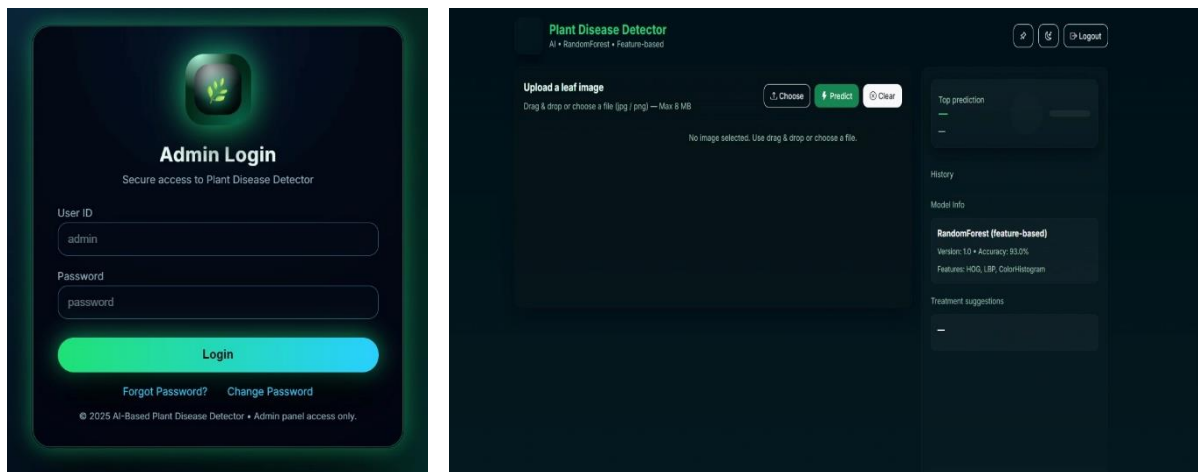 Admin Login
Secure access to Plant Disease Detector
User ID
admin
Password
password
Login
Forgot Password? Change Password
© 2025 AI-Based Plant Disease Detector • Admin panel access only.
Plant Disease Detector
AI • RandomForest • Feature-based
Logout
Upload a leaf image
Drag & drop or choose a file (jpg / png) — Max 8 MB
Choose
Predict
Clear
No image selected. Use drag & drop or choose a file.
Top prediction
—
—
History
Model Info
RandomForest (feature-based)
Version: 1.0 • Accuracy: 93.0%
Features: HOG, LBP, ColorHistogram
Treatment suggestions
—